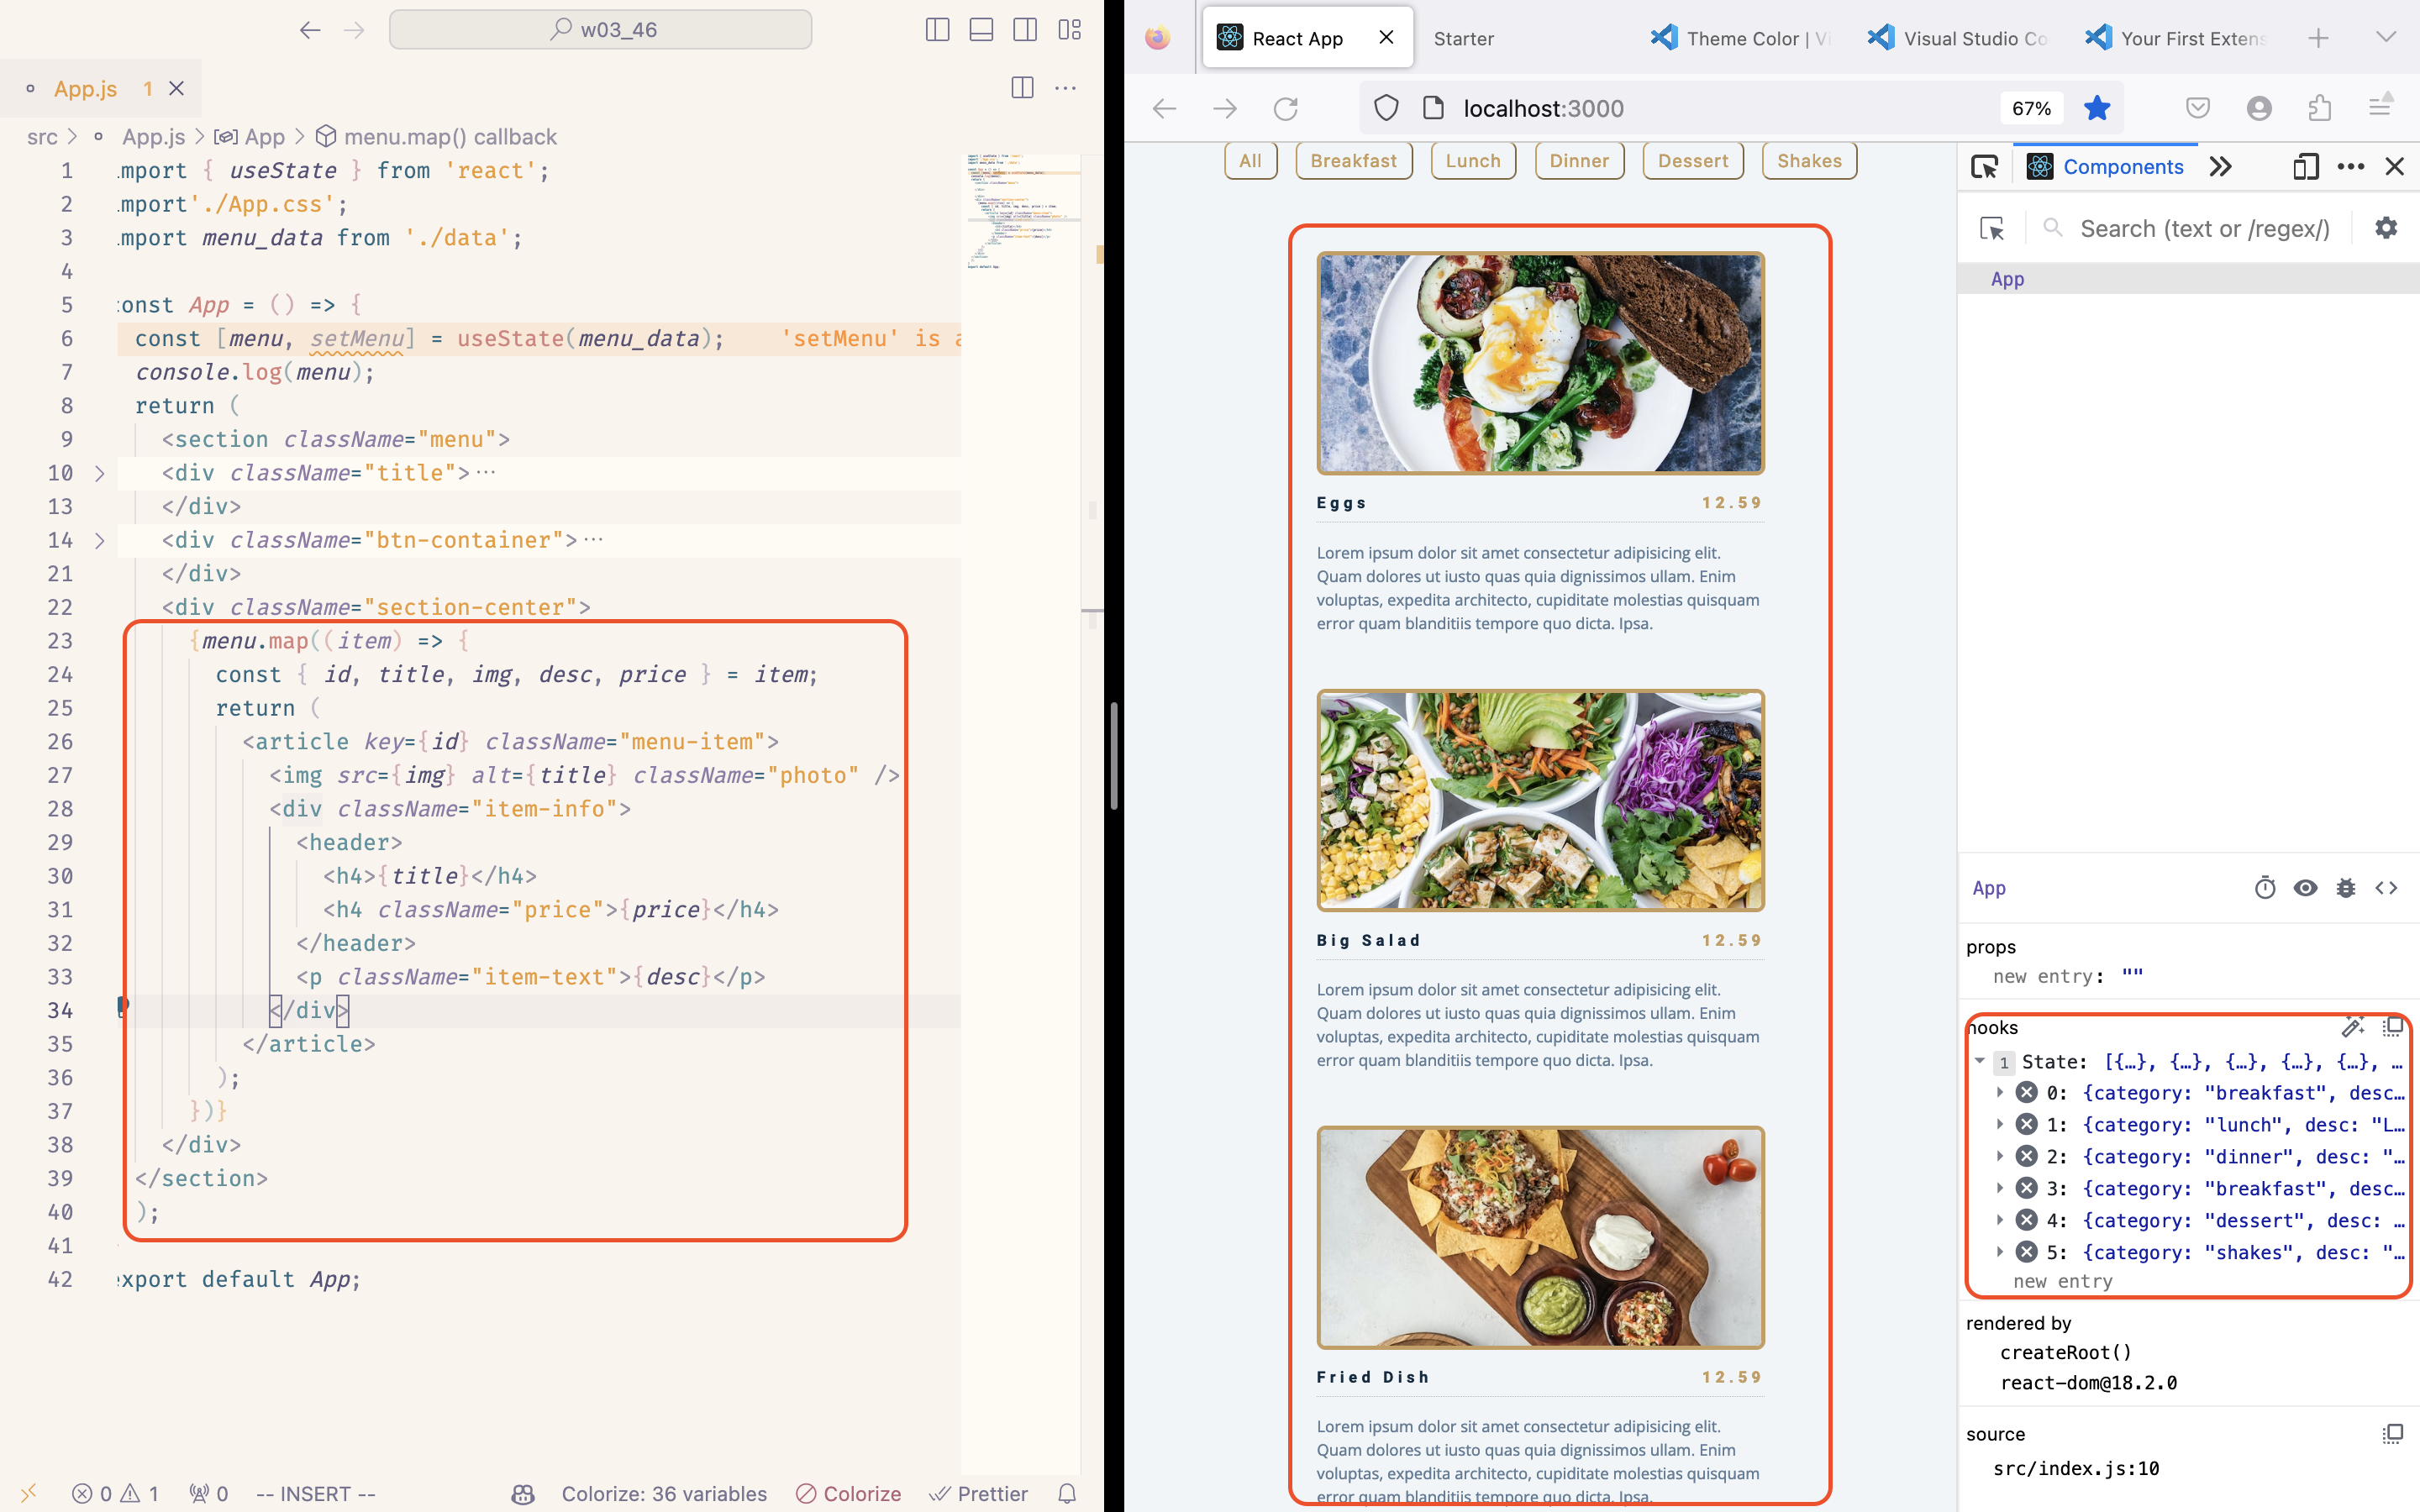 w03_46
App.js 1
src App.js App menu.map() callback
1 import { useState } from 'react';
2 import './App.css';
3 import menu_data from './data';
4
5 const App = () => {
6 const [menu, setMenu] = useState(menu_data); 'setMenu' is a
7 console.log(menu);
8 return (
9 <section className="menu">
10 <div className="title">…
13 </div>
14 <div className="btn-container">…
21 </div>
22 <div className="section-center">
23 {menu.map((item) => {
24 const { id, title, img, desc, price } = item;
25 return (
26 <article key={id} className="menu-item">
27 <img src={img} alt={title} className="photo" />
28 <div className="item-info">
29 <header>
30 <h4>{title}</h4>
31 <h4 className="price">{price}</h4>
32 </header>
33 <p className="item-text">{desc}</p>
34 </div>
35 </article>
36 );
37 })}
38 </div>
39 </section>
40 );
41
42 export default App;
0 1 0 -- INSERT -- Colorize: 36 variables Colorize Prettier
React App Starter Theme Color | Vi Visual Studio Co Your First Extens
localhost:3000 67%
All Breakfast Lunch Dinner Dessert Shakes
Eggs 12.59
Lorem ipsum dolor sit amet consectetur adipisicing elit.
Quam dolores ut iusto quas quia dignissimos ullam. Enim
voluptas, expedita architecto, cupiditate molestias quisquam
error quam blanditiis tempore quo dicta. Ipsa.
Big Salad 12.59
Lorem ipsum dolor sit amet consectetur adipisicing elit.
Quam dolores ut iusto quas quia dignissimos ullam. Enim
voluptas, expedita architecto, cupiditate molestias quisquam
error quam blanditiis tempore quo dicta. Ipsa.
Fried Dish 12.59
Lorem ipsum dolor sit amet consectetur adipisicing elit.
Quam dolores ut iusto quas quia dignissimos ullam. Enim
voluptas, expedita architecto, cupiditate molestias quisquam
error quam blanditiis tempore quo dicta. Ipsa.
Components
Search (text or /regex/)
App
App
props
new entry: ""
hooks
1 State: [{…}, {…}, {…}, {…}, {…}, …
0: {category: "breakfast", desc…
1: {category: "lunch", desc: "L…
2: {category: "dinner", desc: "…
3: {category: "breakfast", desc…
4: {category: "dessert", desc: …
5: {category: "shakes", desc: "…
new entry
rendered by
createRoot()
react-dom@18.2.0
source
src/index.js:10